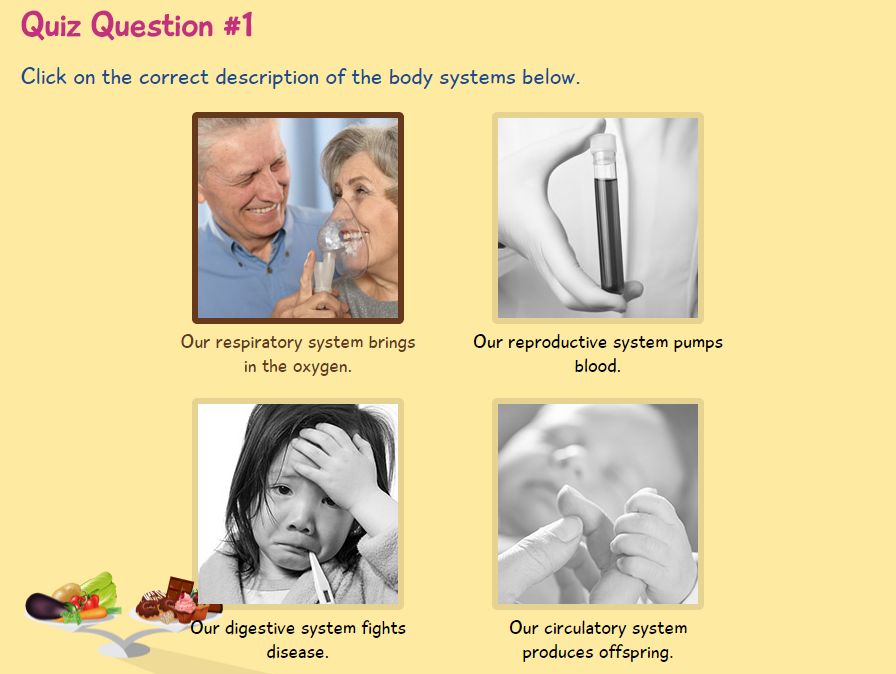 Quiz Question #1
Click on the correct description of the body systems below.
Our respiratory system brings
in the oxygen.
Our reproductive system pumps
blood.
Our digestive system fights
disease.
Our circulatory system
produces offspring.